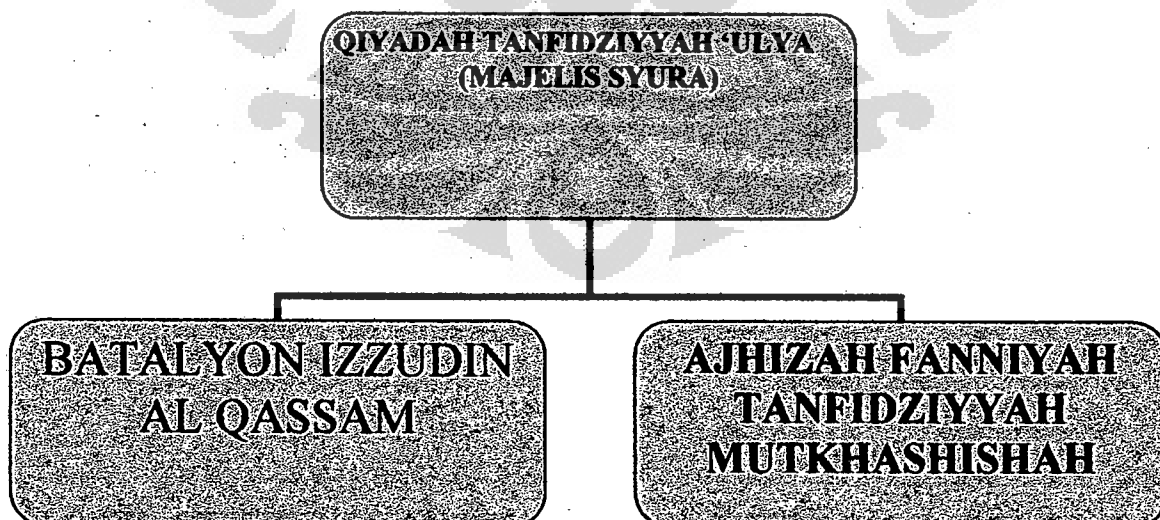 QIYADAH TANFIDZIYYAH ‘ULYA
(MAJELIS SYURA)
BATALYON IZZUDIN
AL QASSAM
AJHIZAH FANNIYAH
TANFIDZIYYAH
MUTKHASHISHAH